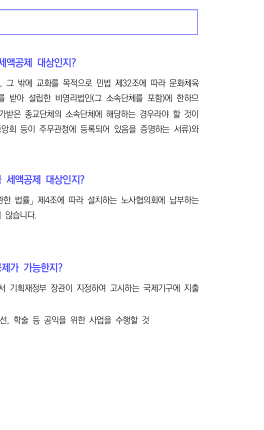 세액공제 대상인지?
, 그 밖에 교화를 목적으로 민법 제32조에 따라 문화체육
를 받아 설립한 비영리법인(그 소속단체를 포함)에 한하므
가받은 종교단체의 소속단체에 해당하는 경우라야 할 것이
앙회 등이 주무관청에 등록되어 있음을 증명하는 서류)와
세액공제 대상인지?
원한 법률」 제4조에 따라 설치하는 노사협의회에 납부하는
않습니다.
공제가 가능한지?
서 기획재정부 장관이 지정하여 고시하는 국제기구에 지출
선, 학술 등 공익을 위한 사업을 수행할 것